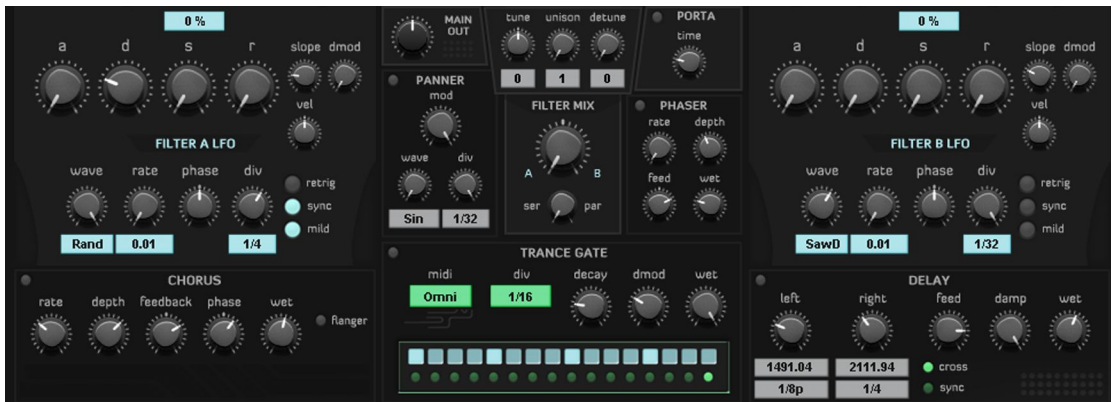 0 %
a d s r
slope dmod
vel
FILTER A LFO
wave rate phase div
retrig
sync
mild
Rand 0.01 1/4
CHORUS
rate depth feedback phase wet
flanger
MAIN
OUT
tune unison detune
0 1 0
PORTA
time
PANNER
mod
wave div
Sin 1/32
FILTER MIX
A B
ser par
PHASER
rate depth
feed wet
TRANCE GATE
midi div decay dmod wet
Omni 1/16
0 %
a d s r
slope dmod
vel
FILTER B LFO
wave rate phase div
retrig
sync
mild
SawD 0.01 1/32
DELAY
left right feed damp wet
1491.04 2111.94 cross
1/8p 1/4 sync